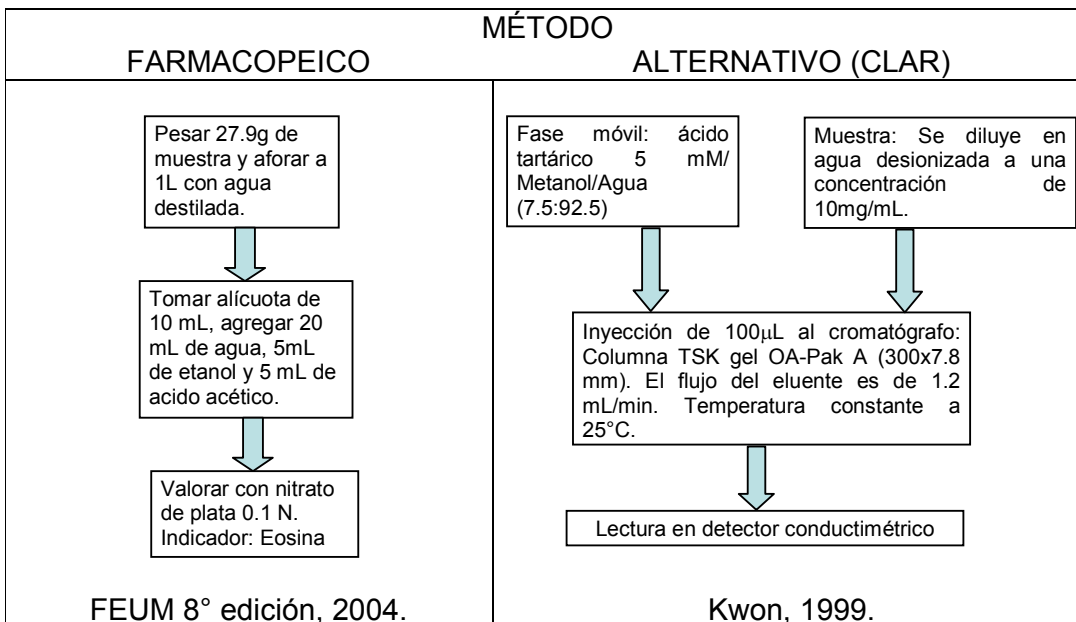 MÉTODO
FARMACOPEICO
ALTERNATIVO (CLAR)
Pesar 27.9g de
muestra y aforar a
1L con agua
destilada.
Tomar alícuota de
10 mL, agregar 20
mL de agua, 5mL
de etanol y 5 mL de
acido acético.
Valorar con nitrato
de plata 0.1 N.
Indicador: Eosina
FEUM 8° edición, 2004.
Fase móvil: ácido
tartárico 5 mM/
Metanol/Agua
(7.5:92.5)
Muestra: Se diluye en
agua desionizada a una
concentración de
10mg/mL.
Inyección de 100µL al cromatógrafo:
Columna TSK gel OA-Pak A (300x7.8
mm). El flujo del eluente es de 1.2
mL/min. Temperatura constante a
25°C.
Lectura en detector conductimétrico
Kwon, 1999.